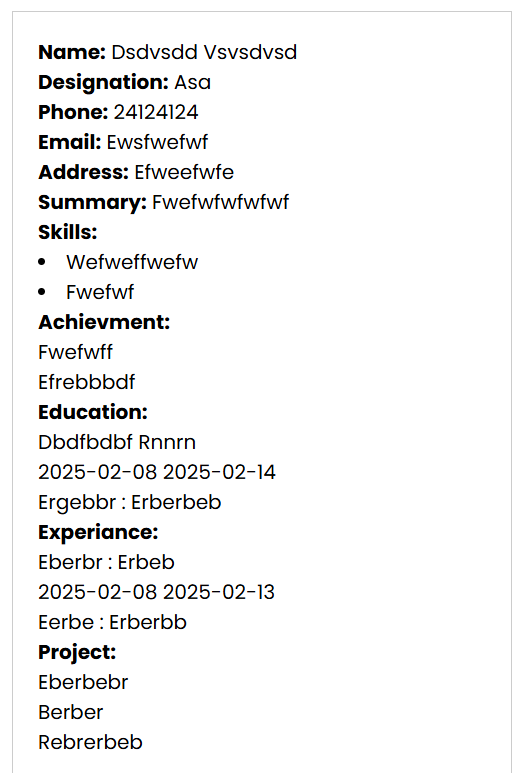 Name: Dsdvsdd Vsvsdvsd
Designation: Asa
Phone: 24124124
Email: Ewsfwefwf
Address: Efweefwfe
Summary: Fwefwfwfwfwf
Skills:
• Wefweffwefw
• Fwefwf
Achievment:
Fwefwff
Efrebbbdf
Education:
Dbdfbdbf Rnnrn
2025-02-08 2025-02-14
Ergebbr : Erberbeb
Experiance:
Eberbr : Erbeb
2025-02-08 2025-02-13
Eerbe : Erberbb
Project:
Eberbebr
Berber
Rebrerbeb